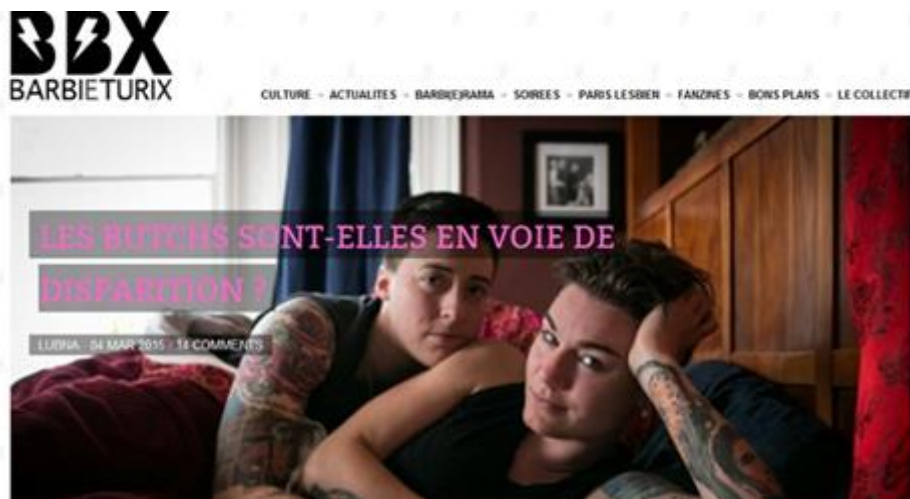 BBX
BARBIETURIX
CULTURE - ACTUALITES - BARBI(E)RAMA - SOIREES - PARIS LESBIEN - FANZINES - BONS PLANS - LE COLLECTIF
LES BUTCHS SONT-ELLES EN VOIE DE
DISPARITION ?
LUBNA - 04 MAR 2015 / 14 COMMENTS